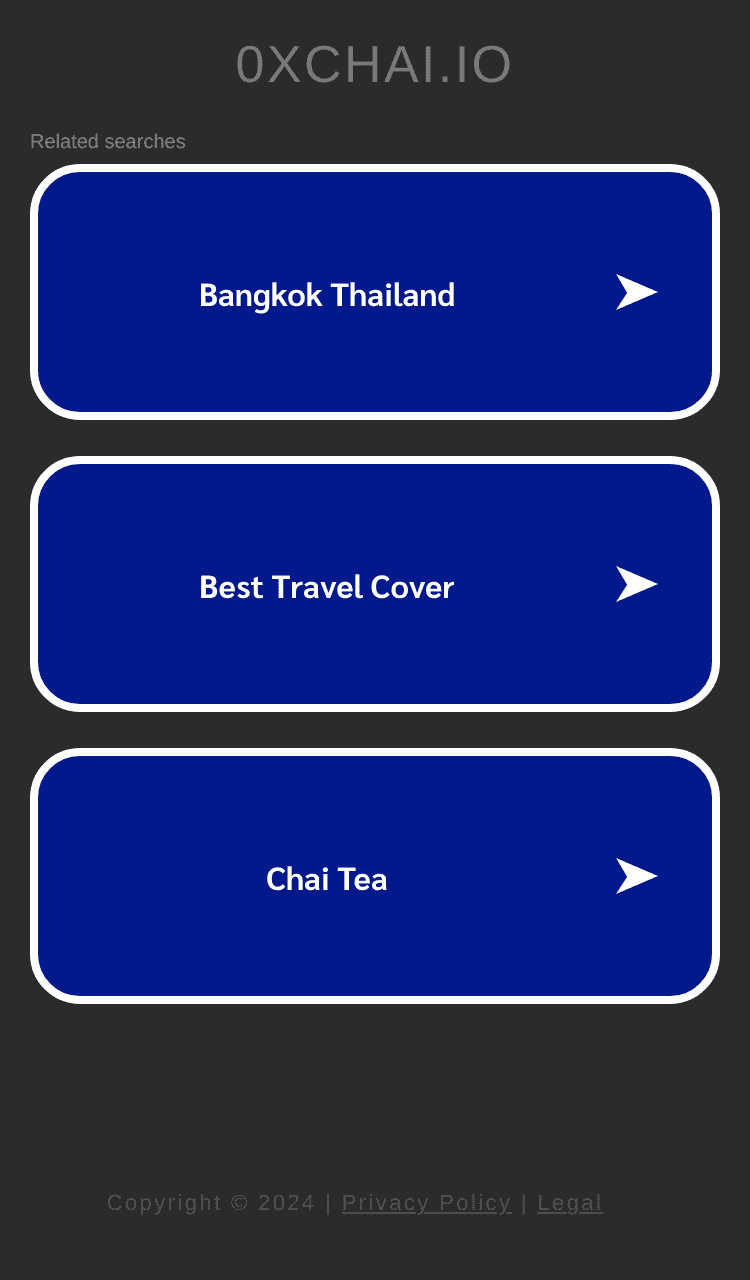 0XCHAI.IO
Related searches
Bangkok Thailand
Best Travel Cover
Chai Tea
Copyright © 2024 | Privacy Policy | Legal